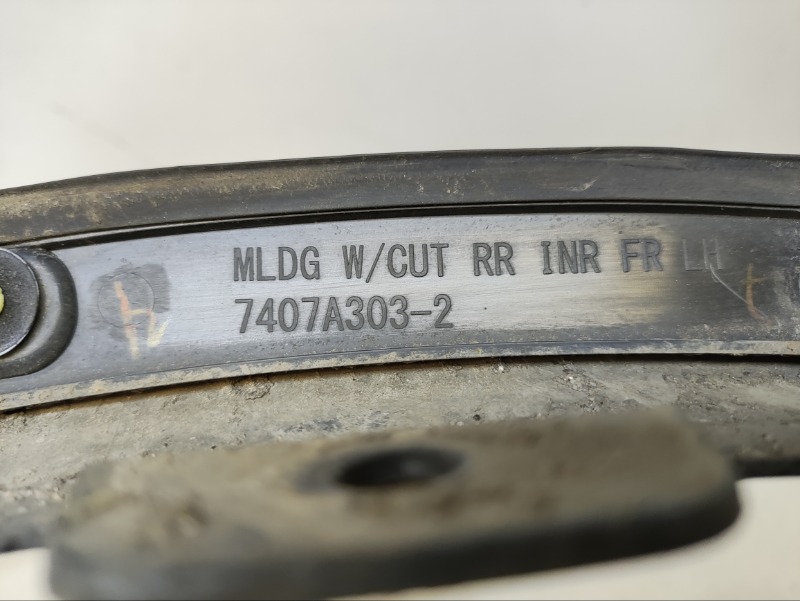 MLDG W/CUT RR INR FR LH
7407A303-2